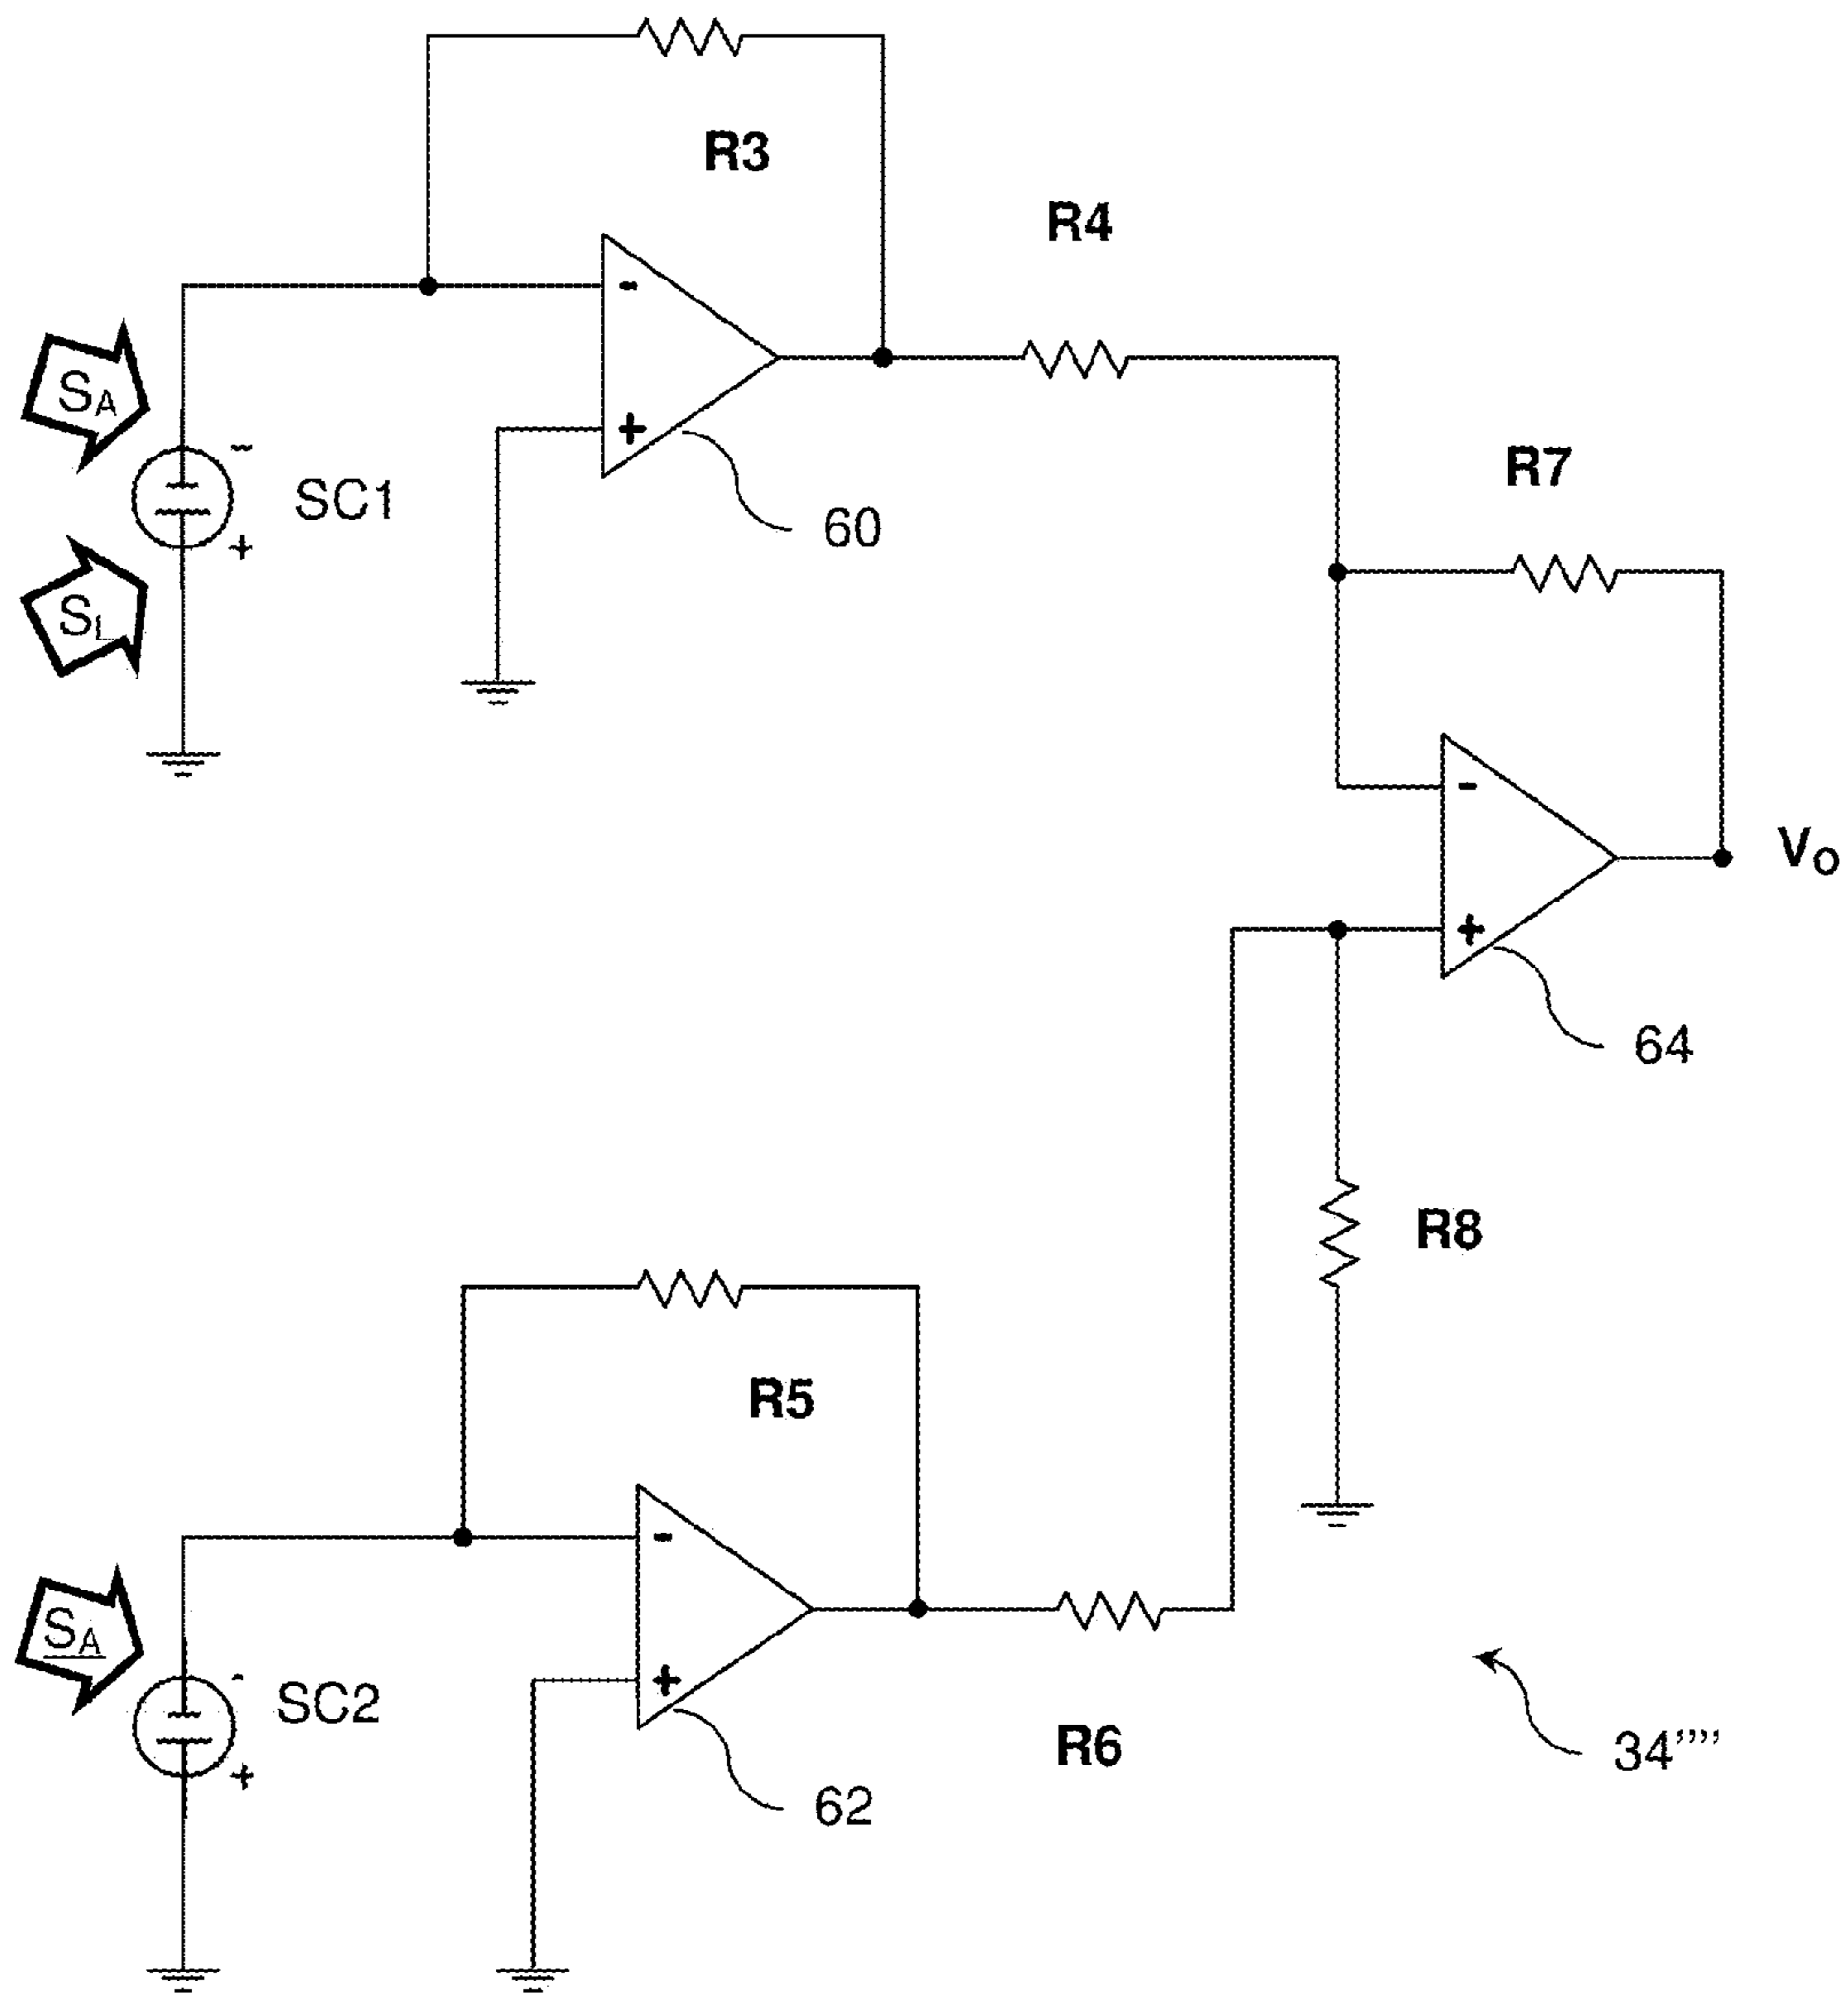 R3
R4
-
SA
+
-
SC1
R7
60
+
SL
-
Vo
+
64
R8
R5
-
SA
+
-
SC2
R6
34''''
+
62